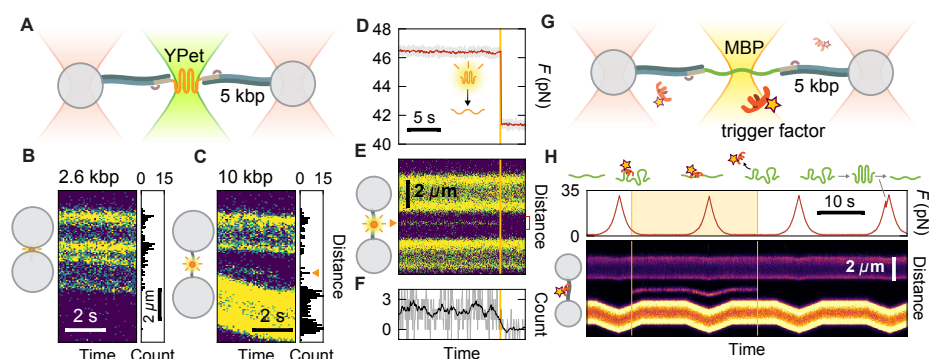 A
YPet
5 kbp
B
2.6 kbp
0 15
2 μm
2 s
Time
Count
C
10 kbp
0 15
Distance
2 s
Time
Count
D
48
46
44
42
40
F (pN)
5 s
E
2 μm
Distance
F
3
0
Count
Time
G
MBP
5 kbp
trigger factor
H
35
0
F (pN)
10 s
2 μm
Distance
Time